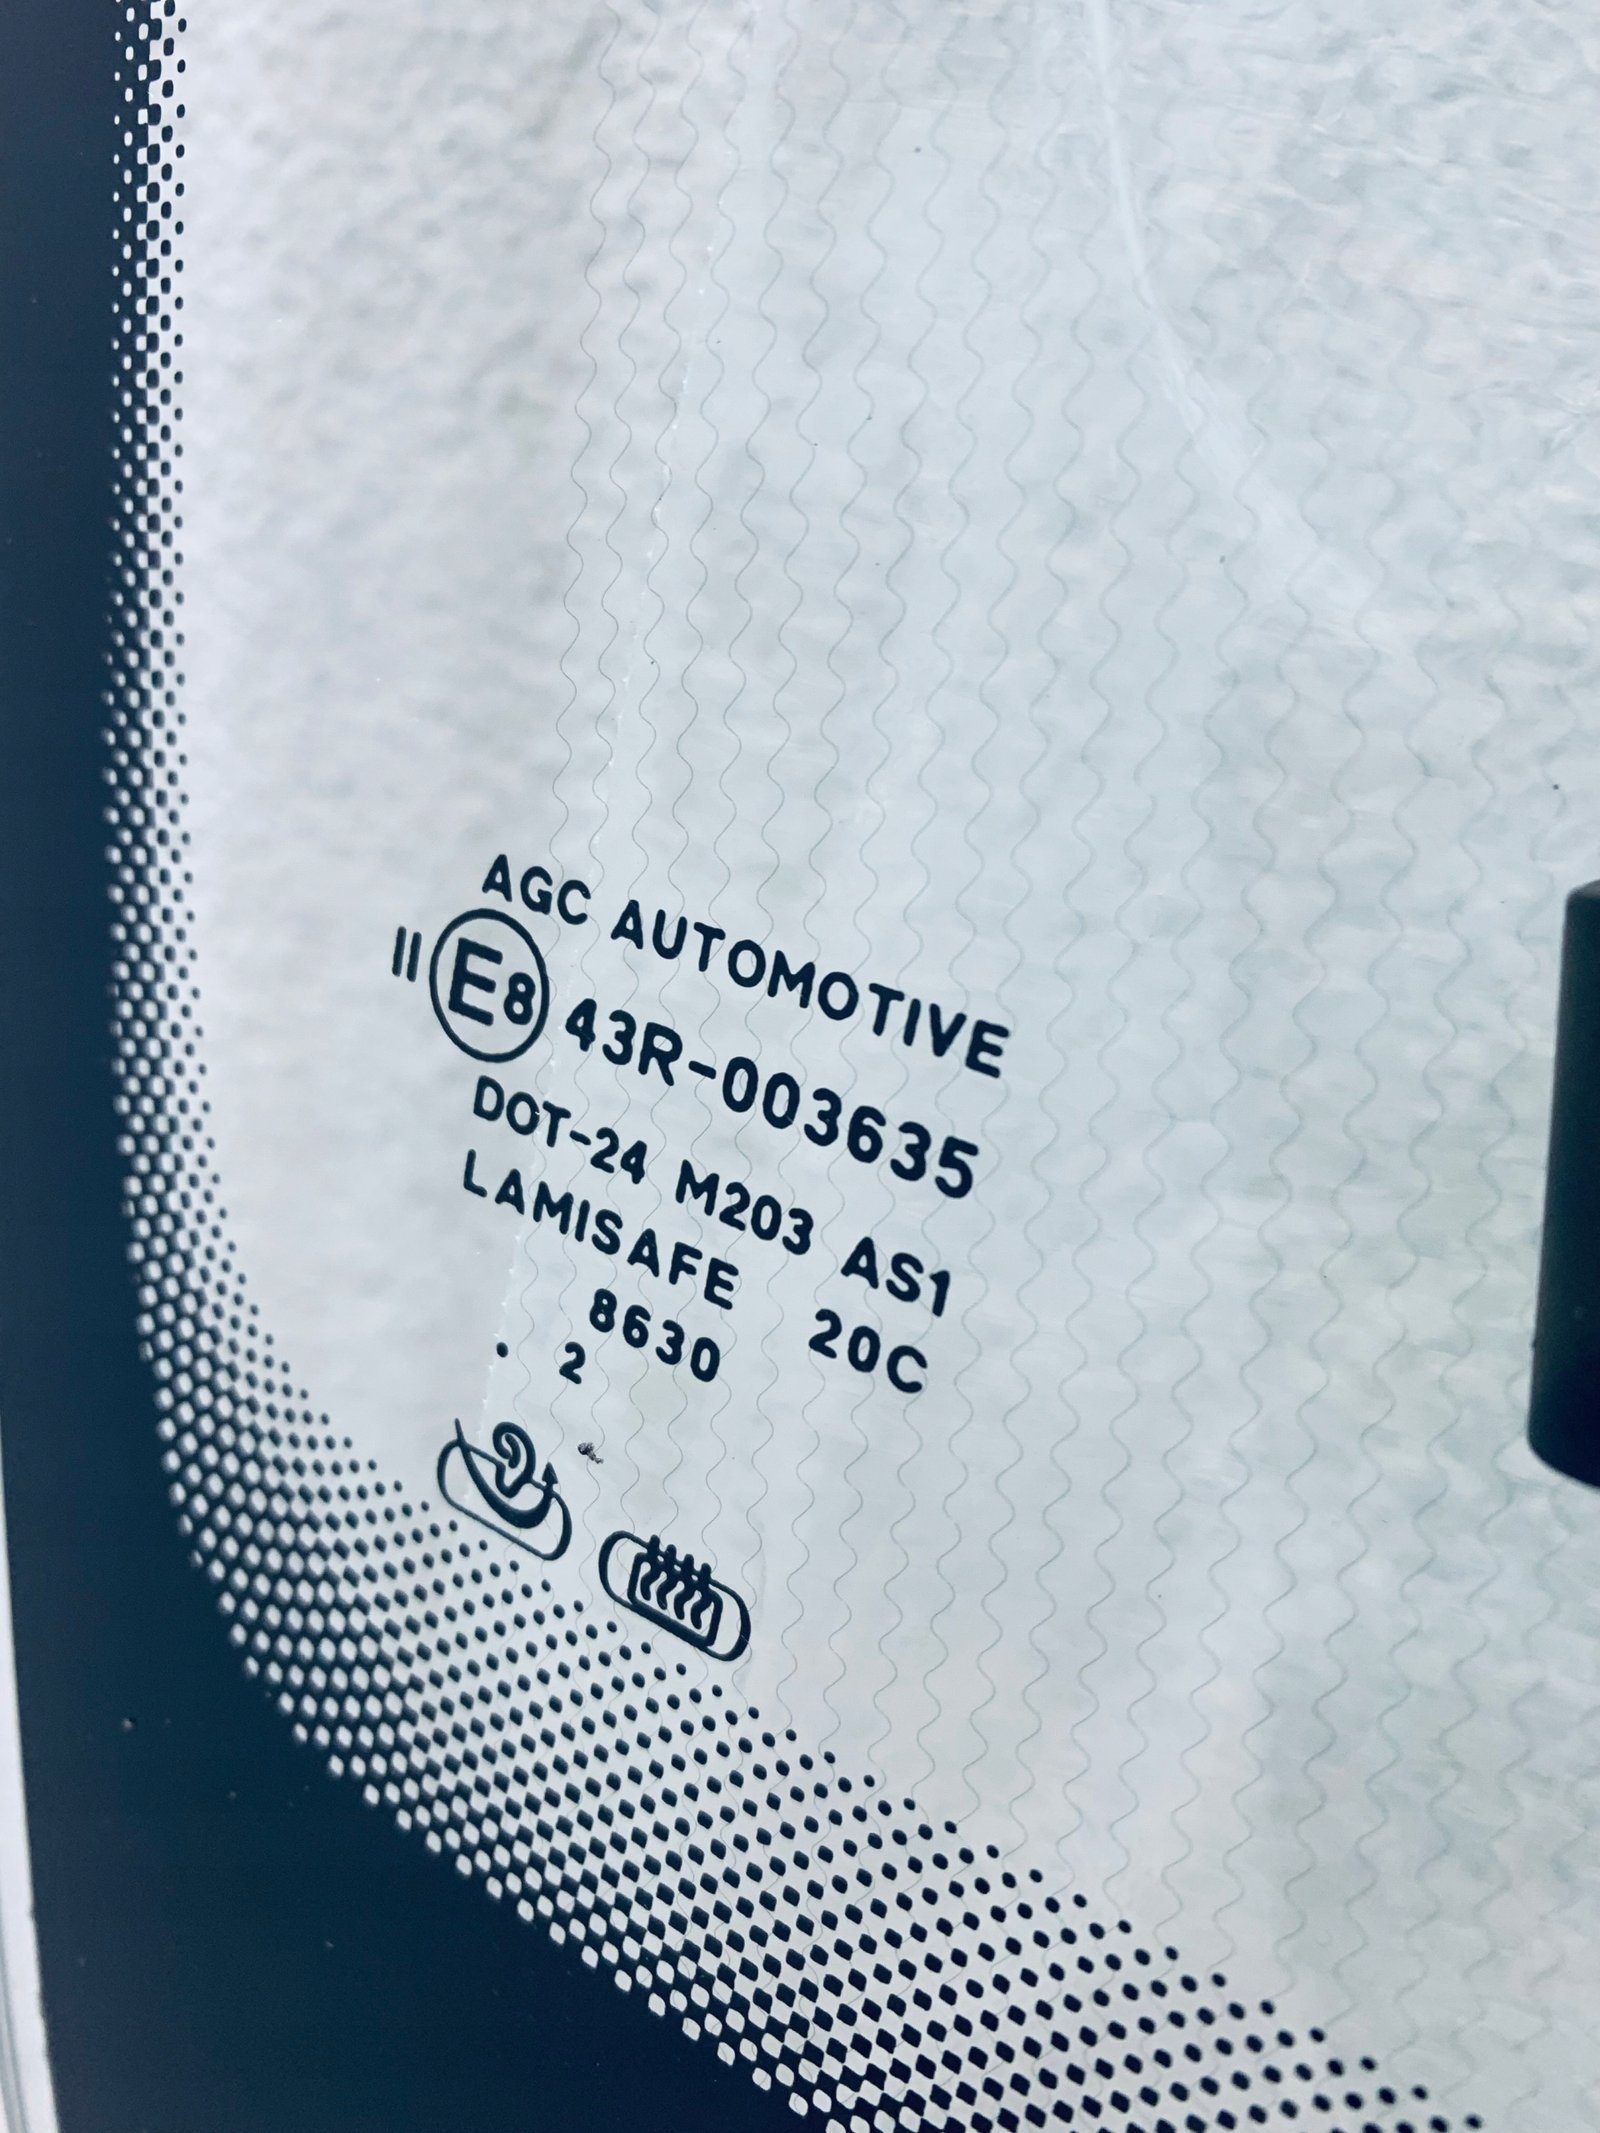 AGC AUTOMOTIVE
II E8 43R-003635
DOT-24 M203 AS1
LAMISAFE 20C
8630
. 2